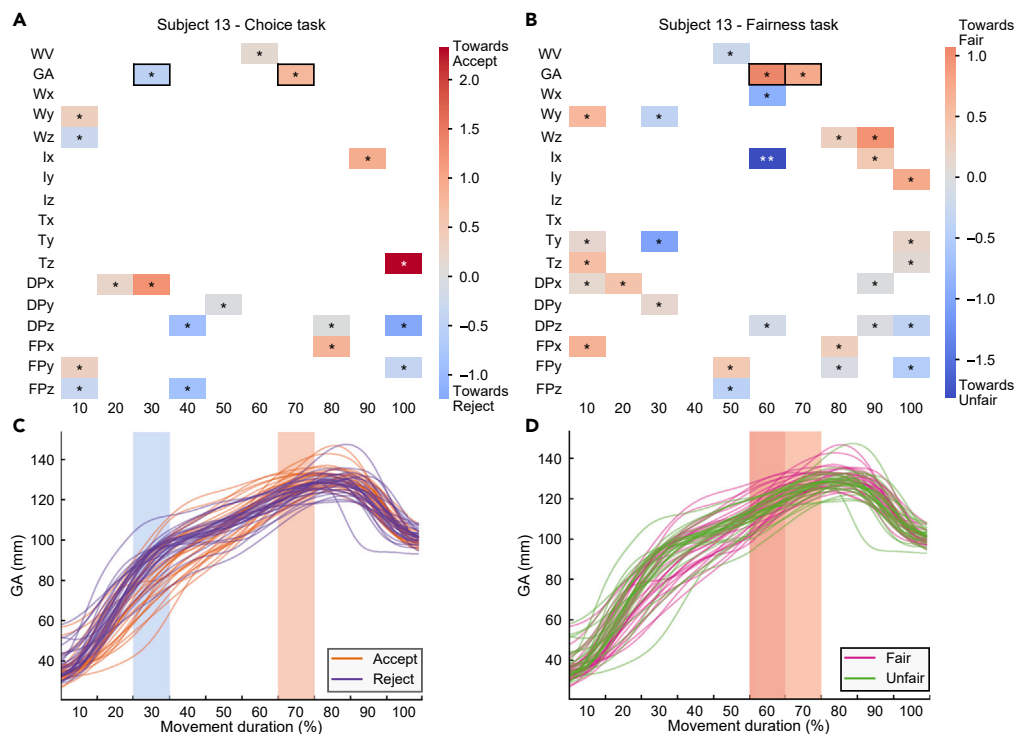 A
Subject 13 - Choice task
WV
GA
Wx
Wy
Wz
Ix
Iy
Iz
Tx
Ty
Tz
DPx
DPy
DPz
FPx
FPy
FPz
*
* *
*
*
*
*
* *
*
* * *
*
* *
* *
10 20 30 40 50 60 70 80 90 100
Towards
Accept
2.0
1.5
1.0
0.5
0.0
−0.5
−1.0
Towards
Reject
B
Subject 13 - Fairness task
WV
GA
Wx
Wy
Wz
Ix
Iy
Iz
Tx
Ty
Tz
DPx
DPy
DPz
FPx
FPy
FPz
*
* *
*
* *
* *
** *
*
* * *
* *
* * *
*
* * *
* *
* * *
*
10 20 30 40 50 60 70 80 90 100
Towards
Fair
1.0
0.5
0.0
−0.5
−1.0
−1.5
Towards
Unfair
C
GA (mm)
140
120
100
80
60
40
Accept
Reject
10 20 30 40 50 60 70 80 90 100
Movement duration (%)
D
GA (mm)
140
120
100
80
60
40
Fair
Unfair
10 20 30 40 50 60 70 80 90 100
Movement duration (%)